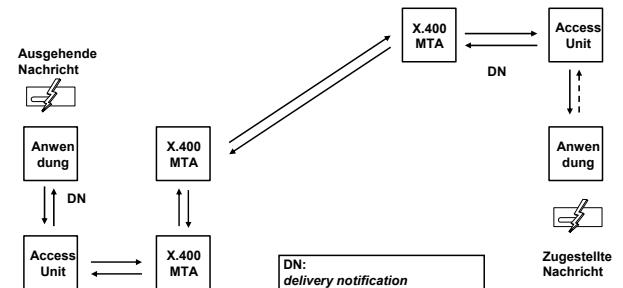 X.400
MTA
Access
Unit
DN
Ausgehende
Nachricht
Anwen
dung
X.400
MTA
Anwen
dung
DN
Access
Unit
X.400
MTA
DN:
delivery notification
Zugestellte
Nachricht